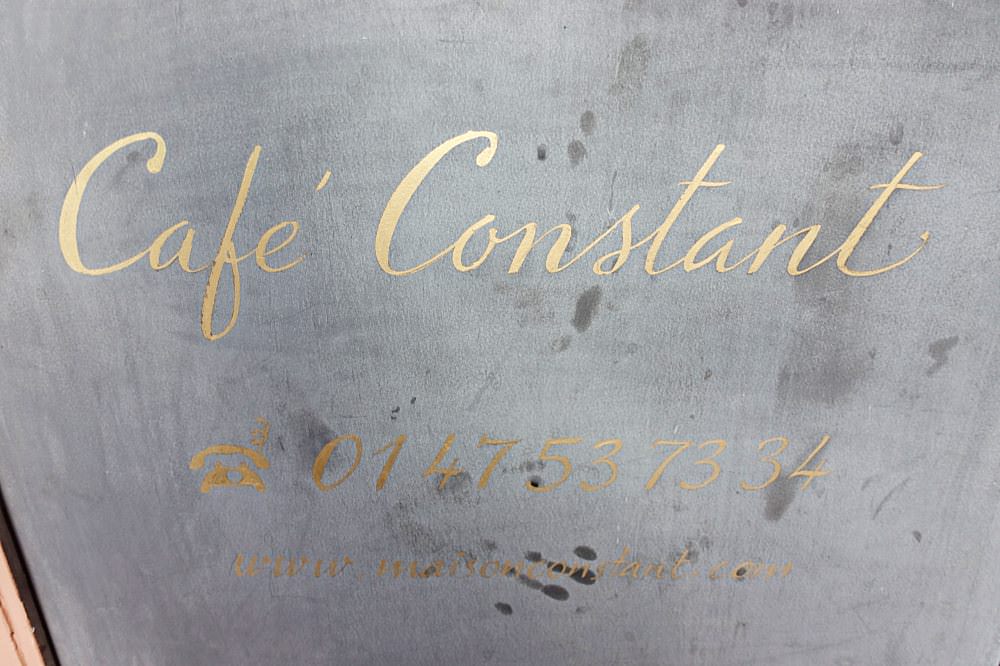 Café Constant
01 47 53 73 34
www.maisonconstant.com